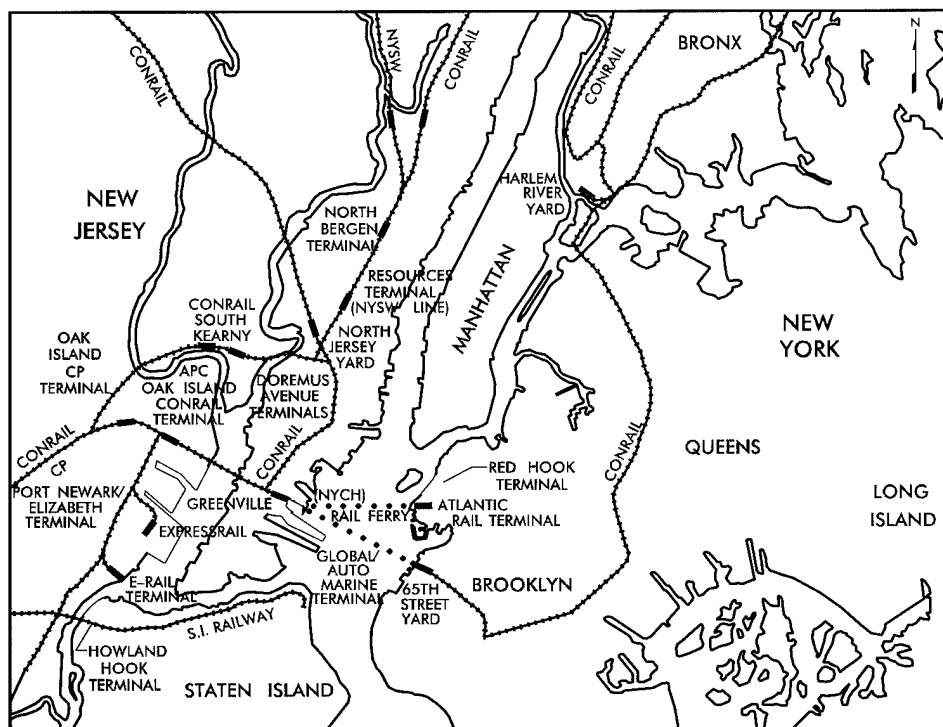 N
BRONX
NYSW
CONRAIL
CONRAIL
CONRAIL
NEW
JERSEY
HARLEM
RIVER
YARD
NORTH
BERGEN
TERMINAL
MANHATTAN
RESOURCES
TERMINAL
(NYSW LINE)
CONRAIL
SOUTH
KEARNY
NORTH
JERSEY
YARD
NEW
YORK
OAK
ISLAND
CP
TERMINAL
APC
OAK ISLAND
CONRAIL
TERMINAL
DOREMUS
AVENUE
TERMINALS
CONRAIL
CP
CONRAIL
CONRAIL
QUEENS
RED HOOK
TERMINAL
PORT NEWARK/
ELIZABETH
TERMINAL
GREENVILLE
(NYCH)
RAIL FERRY
ATLANTIC
RAIL TERMINAL
LONG
ISLAND
EXPRESSRAIL
GLOBAL/
AUTO
MARINE
TERMINAL
E-RAIL
TERMINAL
65TH
STREET
YARD
BROOKLYN
S.I. RAILWAY
HOWLAND
HOOK
TERMINAL
STATEN ISLAND